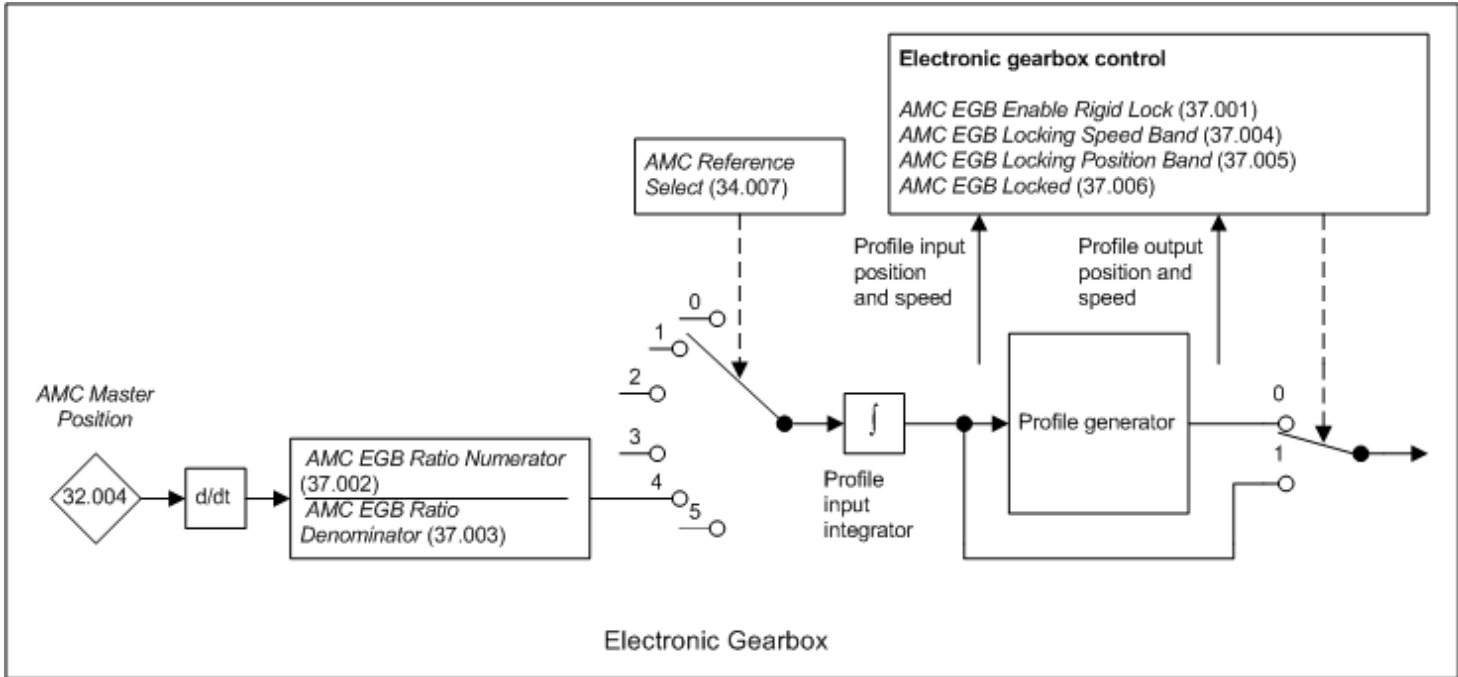 Electronic gearbox control
AMC EGB Enable Rigid Lock (37.001)
AMC EGB Locking Speed Band (37.004)
AMC EGB Locking Position Band (37.005)
AMC EGB Locked (37.006)
AMC Reference
Select (34.007)
Profile input
position
and speed
Profile output
position and
speed
0
1
2
3
4
5
AMC Master
Position
32.004
d/dt
AMC EGB Ratio Numerator
(37.002)
AMC EGB Ratio
Denominator (37.003)
∫
Profile
input
integrator
Profile generator
0
1
Electronic Gearbox